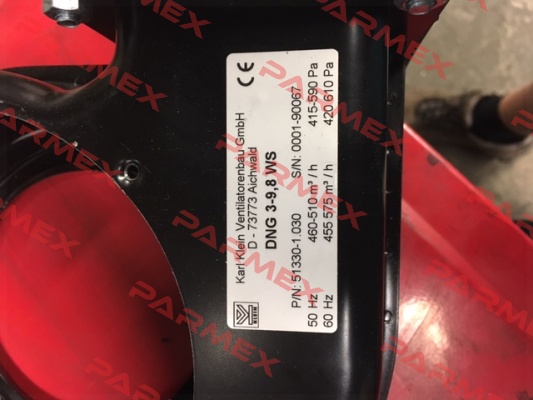 Karl Klein Ventilatorenbau GmbH
D - 73773 Aichwald
DNG 3-9,8 WS
P/N: 51330-1.030 S/N: 0001-90067
50 Hz 460-510 m³ / h 415-590 Pa
60 Hz 455 575 m³ / h 420 610 Pa
CE
KLEIN
PARMEX
PARMEX
PARMEX
PARMEX
PARMEX
PARMEX
PARMEX